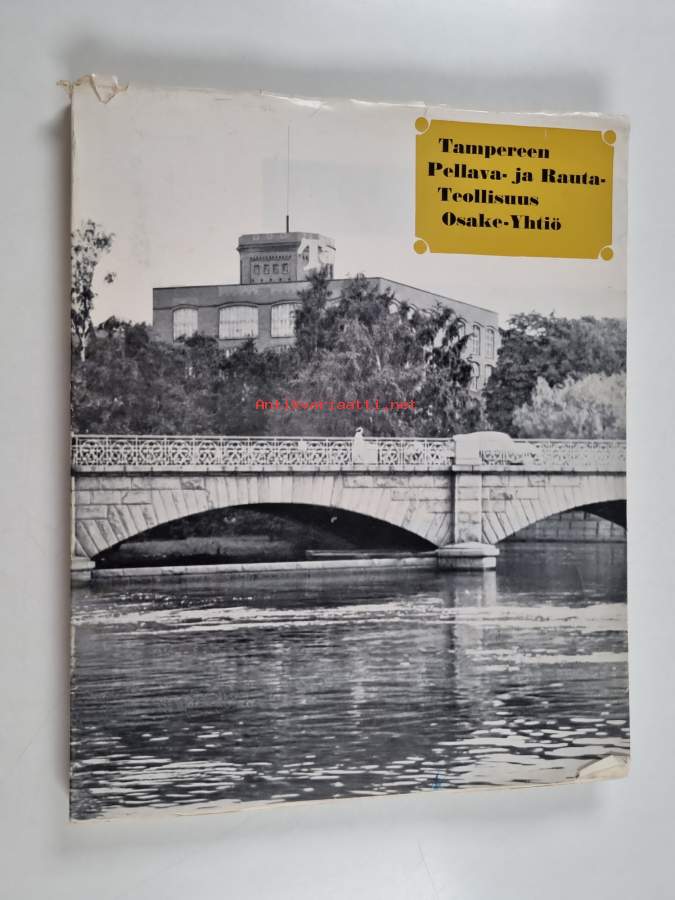 Tampereen
Pellava- ja Rauta-
Teollisuus
Osake-Yhtiö
Antikvariaatti.net